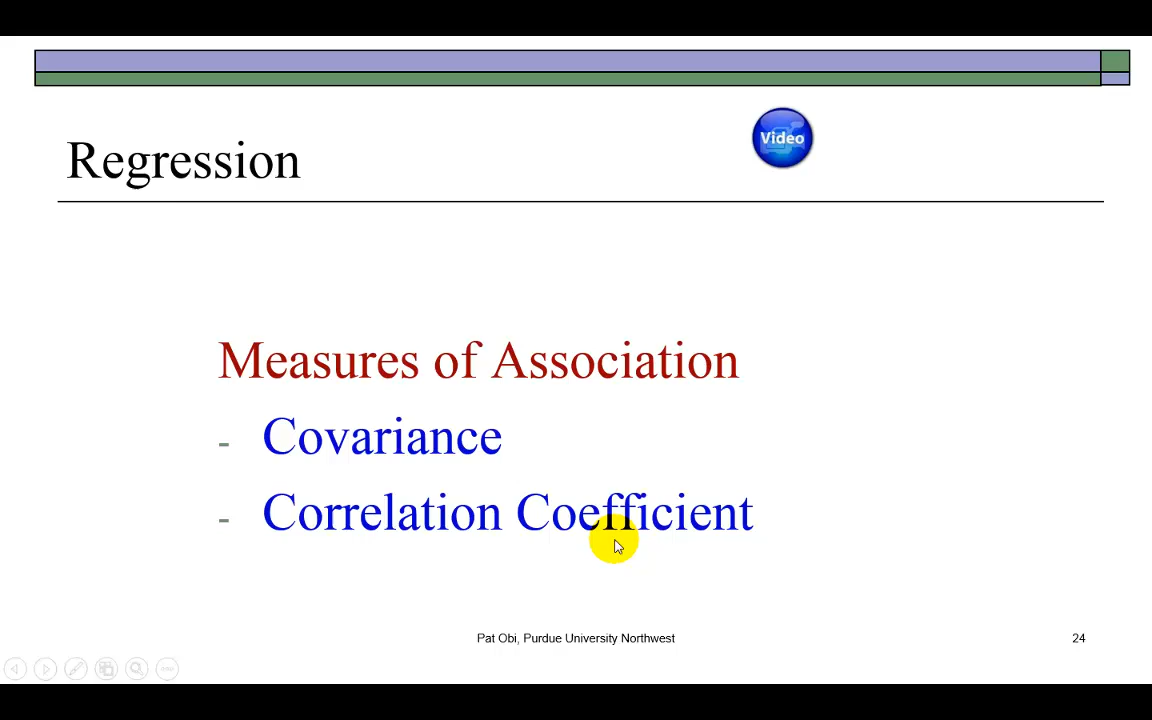 Video
Regression
Measures of Association
- Covariance
- Correlation Coefficient
Pat Obi, Purdue University Northwest
24